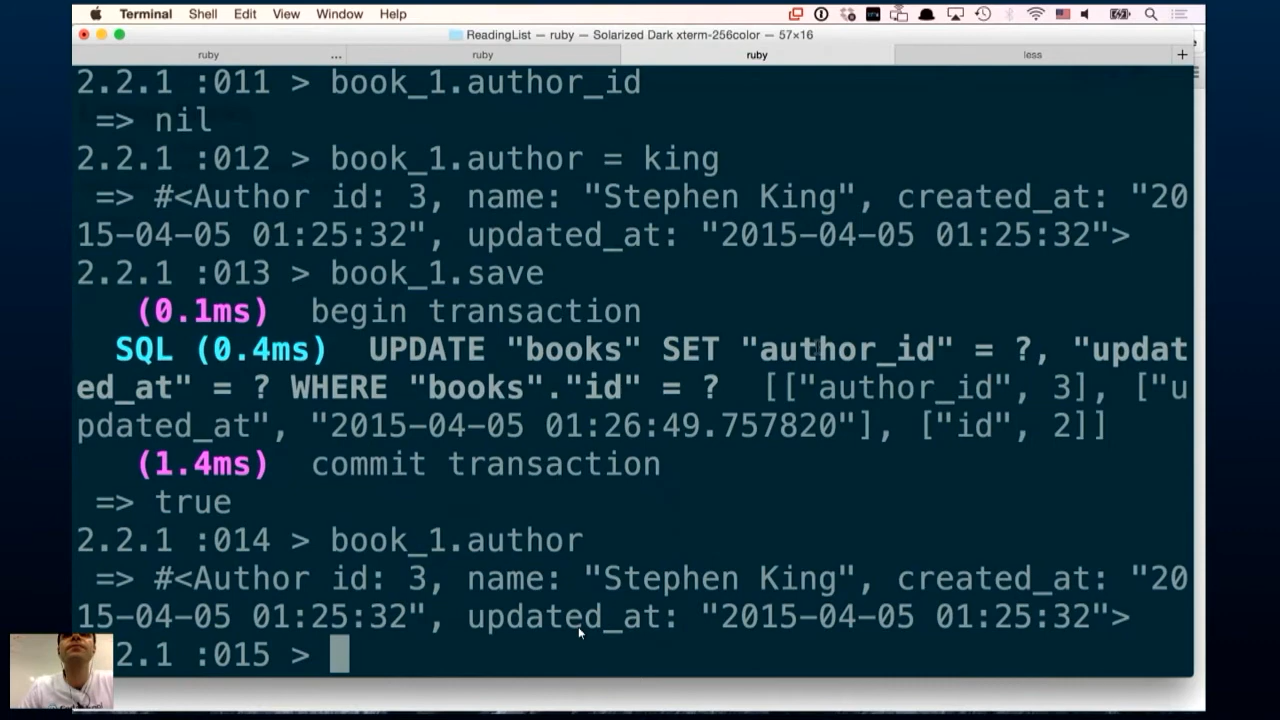 Terminal Shell Edit View Window Help
ReadingList — ruby — Solarized Dark xterm-256color — 57×16
ruby ... ruby ruby less +
2.2.1 :011 > book_1.author_id
=> nil
2.2.1 :012 > book_1.author = king
=> #<Author id: 3, name: "Stephen King", created_at: "20
15-04-05 01:25:32", updated_at: "2015-04-05 01:25:32">
2.2.1 :013 > book_1.save
(0.1ms) begin transaction
SQL (0.4ms) UPDATE "books" SET "author_id" = ?, "updat
ed_at" = ? WHERE "books"."id" = ? [["author_id", 3], ["u
pdated_at", "2015-04-05 01:26:49.757820"], ["id", 2]]
(1.4ms) commit transaction
=> true
2.2.1 :014 > book_1.author
=> #<Author id: 3, name: "Stephen King", created_at: "20
15-04-05 01:25:32", updated_at: "2015-04-05 01:25:32">
2.1 :015 >